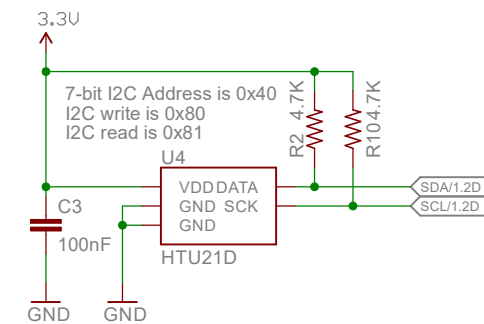 3.3V
7-bit I2C Address is 0x40
I2C write is 0x80
I2C read is 0x81
R2
4.7K
R10
4.7K
U4
VDD DATA
GND SCK
GND
HTU21D
SDA/1.2D
SCL/1.2D
C3
100nF
GND
GND